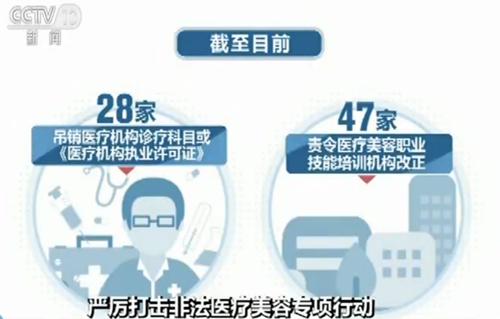 CCTV 13
新闻
截至目前
28家
吊销医疗机构诊疗科目或
《医疗机构执业许可证》
47家
责令医疗美容职业
技能培训机构改正
严厉打击非法医疗美容专项行动